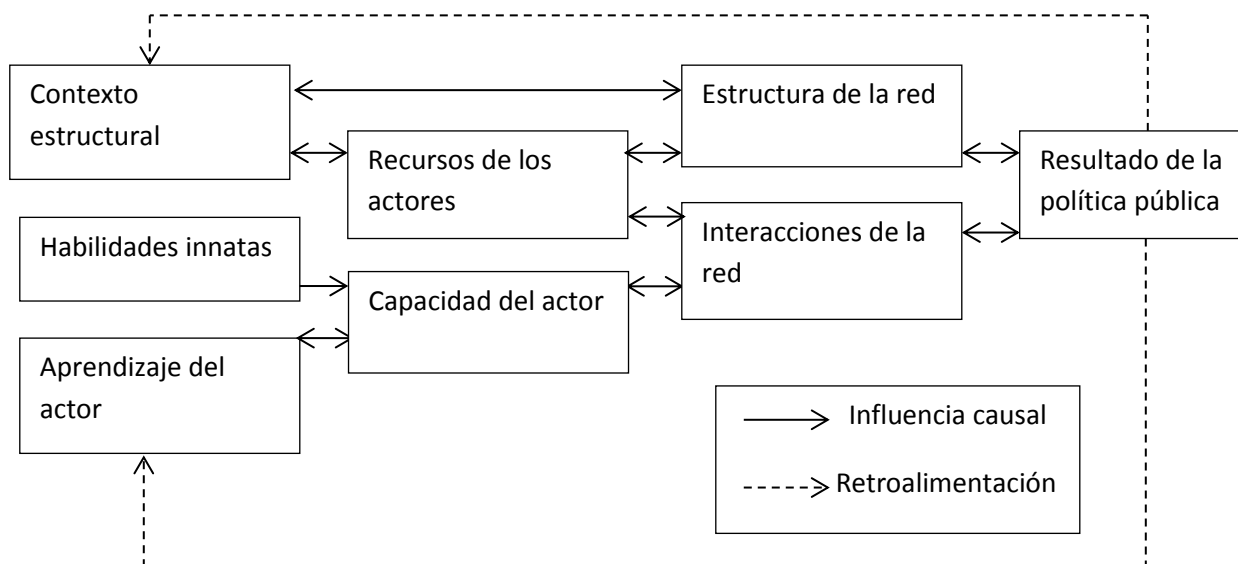 Contexto
estructural
Estructura de la red
Recursos de los
actores
Resultado de la
política pública
Habilidades innatas
Interacciones de la
red
Capacidad del actor
Aprendizaje del
actor
Influencia causal
Retroalimentación